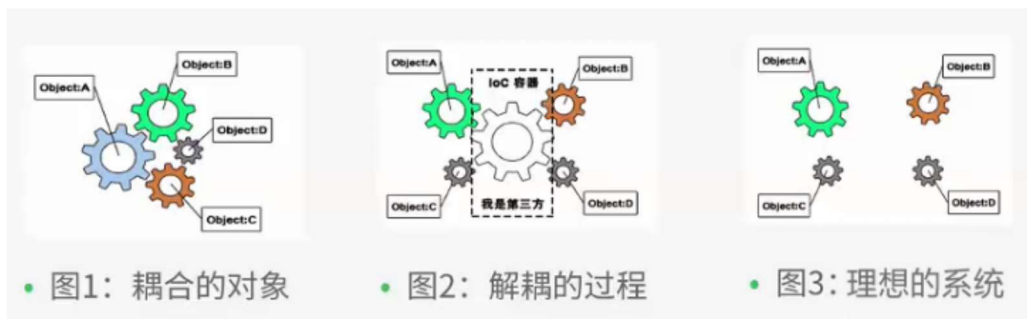 Object:A
Object:B
Object:D
Object:C
• 图1：耦合的对象
Object:A
IoC 容器
Object:B
Object:C
我是第三方
Object:D
• 图2：解耦的过程
Object:A
Object:B
Object:C
Object:D
• 图3：理想的系统